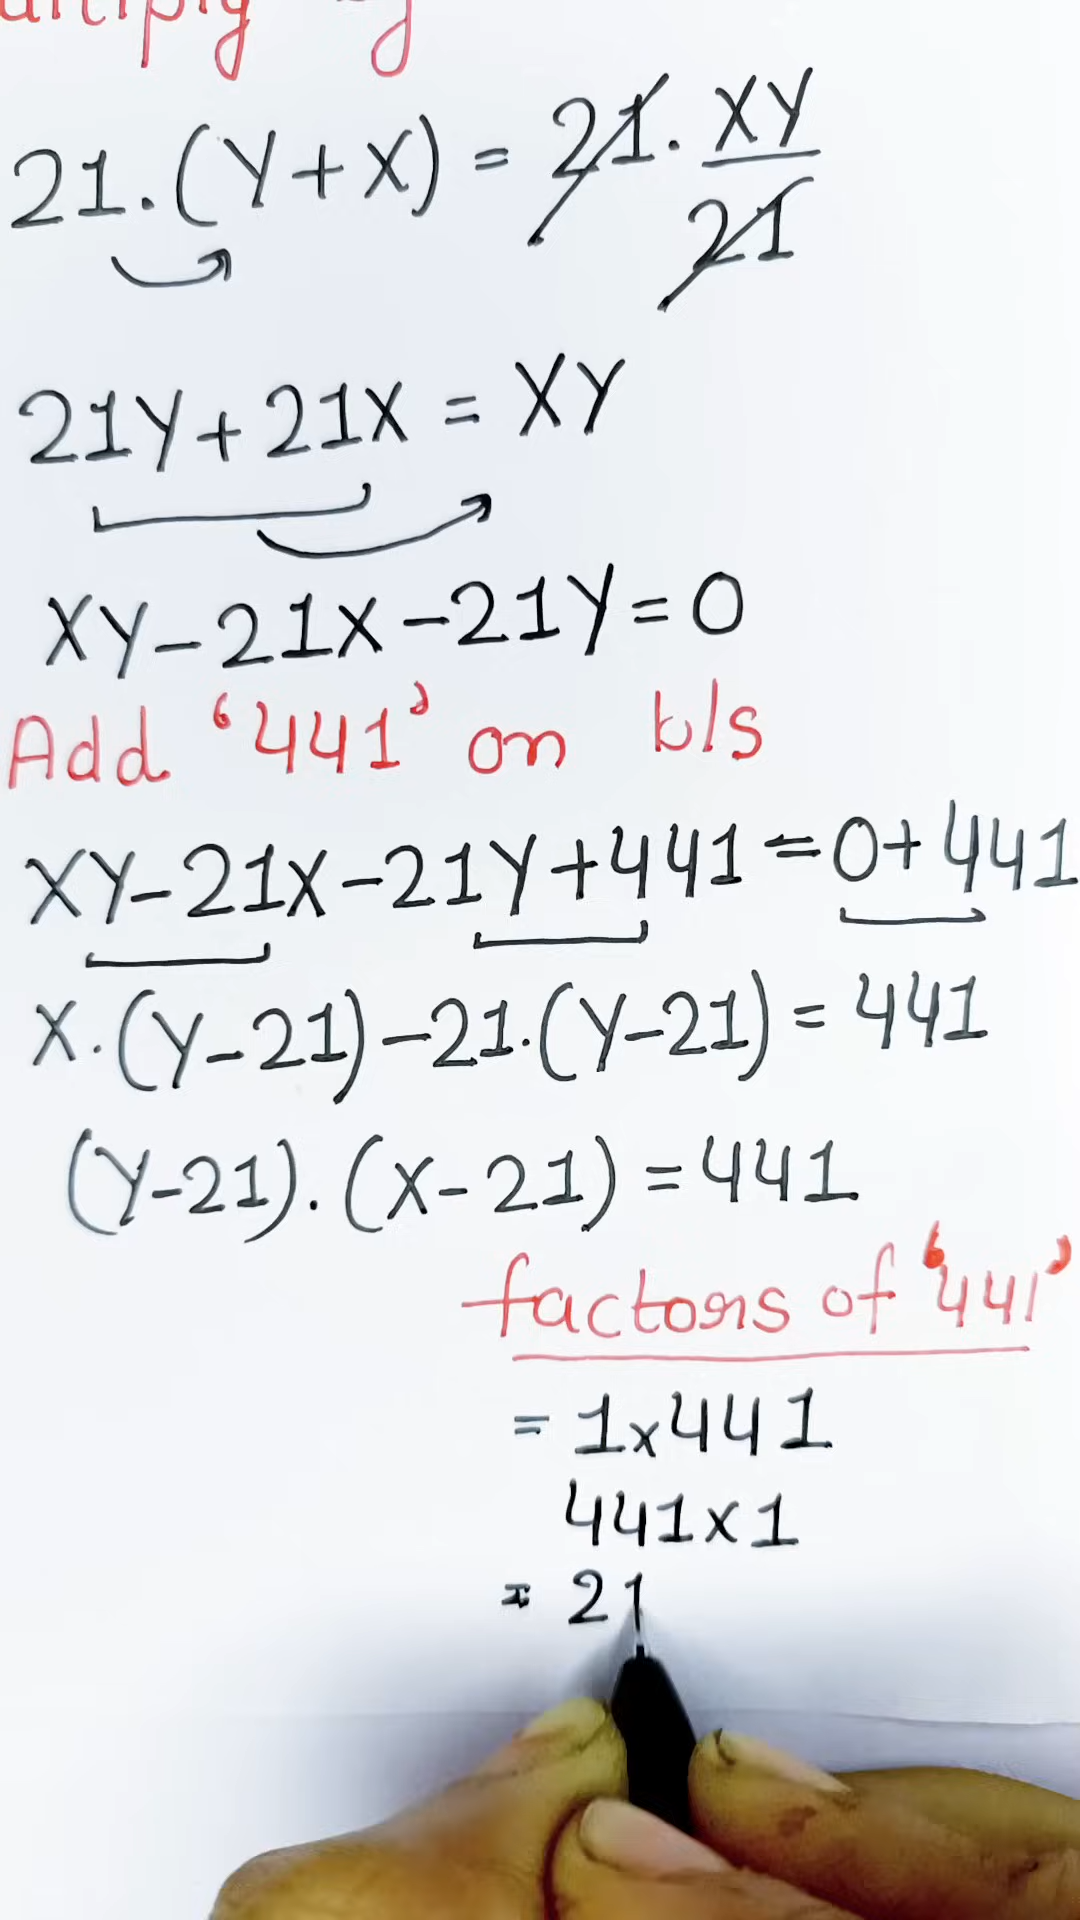 21.(Y+X) = 21. XY/21
21Y+21X = XY
XY-21X-21Y=0
Add '441' on b/s
XY-21X-21Y+441=0+441
X.(Y-21)-21.(Y-21)=441
(Y-21).(X-21)=441
factors of '441'
= 1x441
441x1
= 21